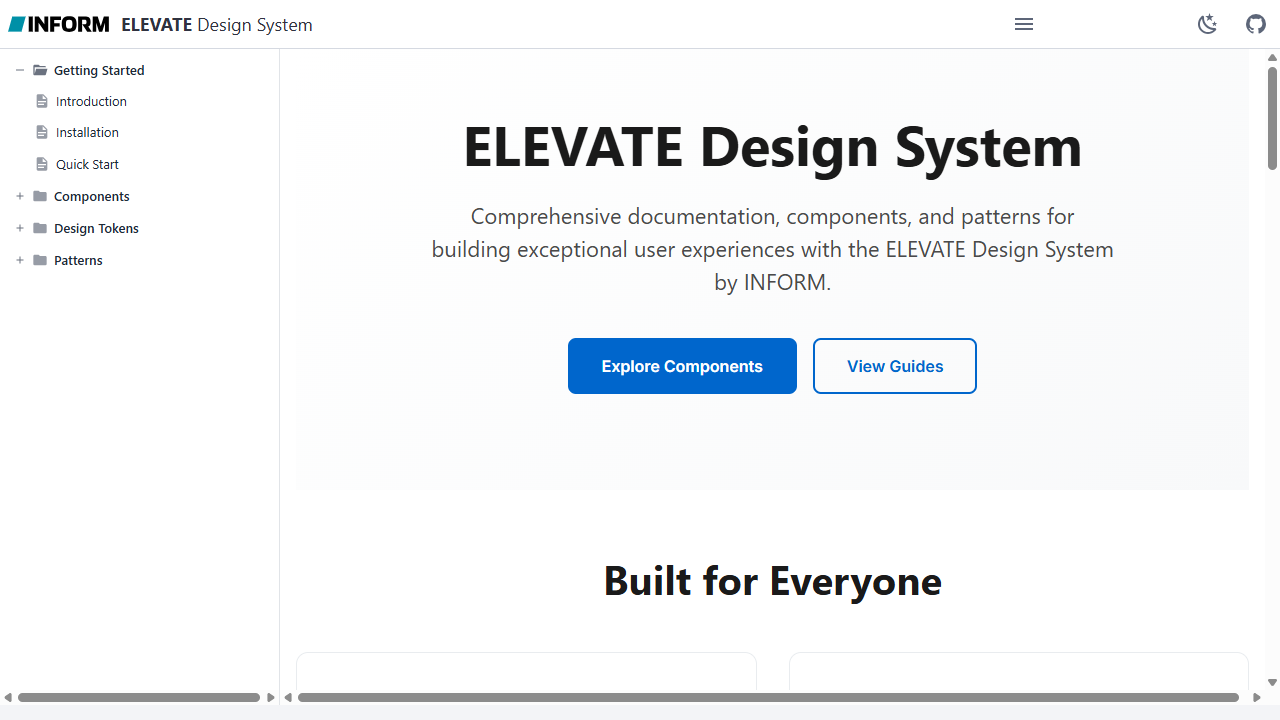 INFORM ELEVATE Design System
Getting Started
Introduction
Installation
Quick Start
Components
Design Tokens
Patterns
ELEVATE Design System
Comprehensive documentation, components, and patterns for
building exceptional user experiences with the ELEVATE Design System
by INFORM.
Explore Components
View Guides
Built for Everyone